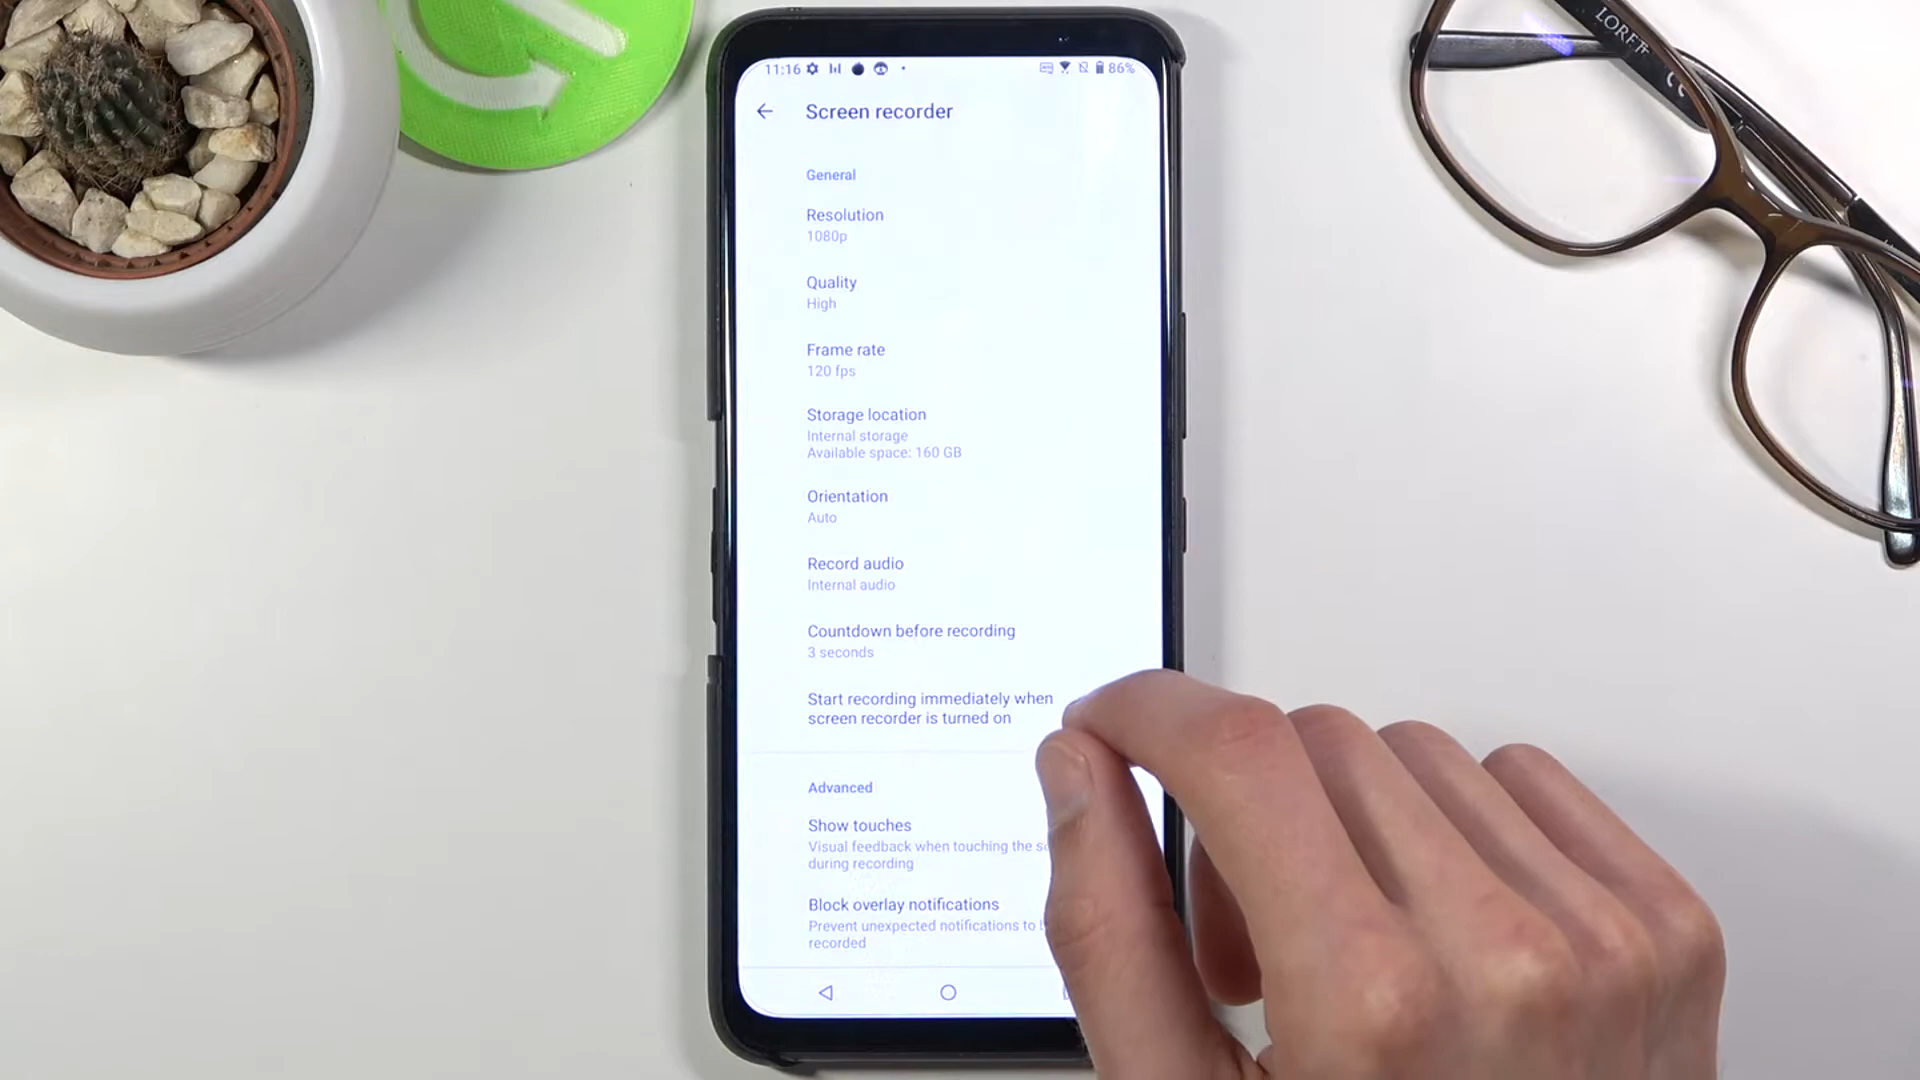 11:16 86%
Screen recorder
General
Resolution
1080p
Quality
High
Frame rate
120 fps
Storage location
Internal storage
Available space: 160 GB
Orientation
Auto
Record audio
Internal audio
Countdown before recording
3 seconds
Start recording immediately when
screen recorder is turned on
Advanced
Show touches
Visual feedback when touching the
during recording
Block overlay notifications
Prevent unexpected notifications to
recorded